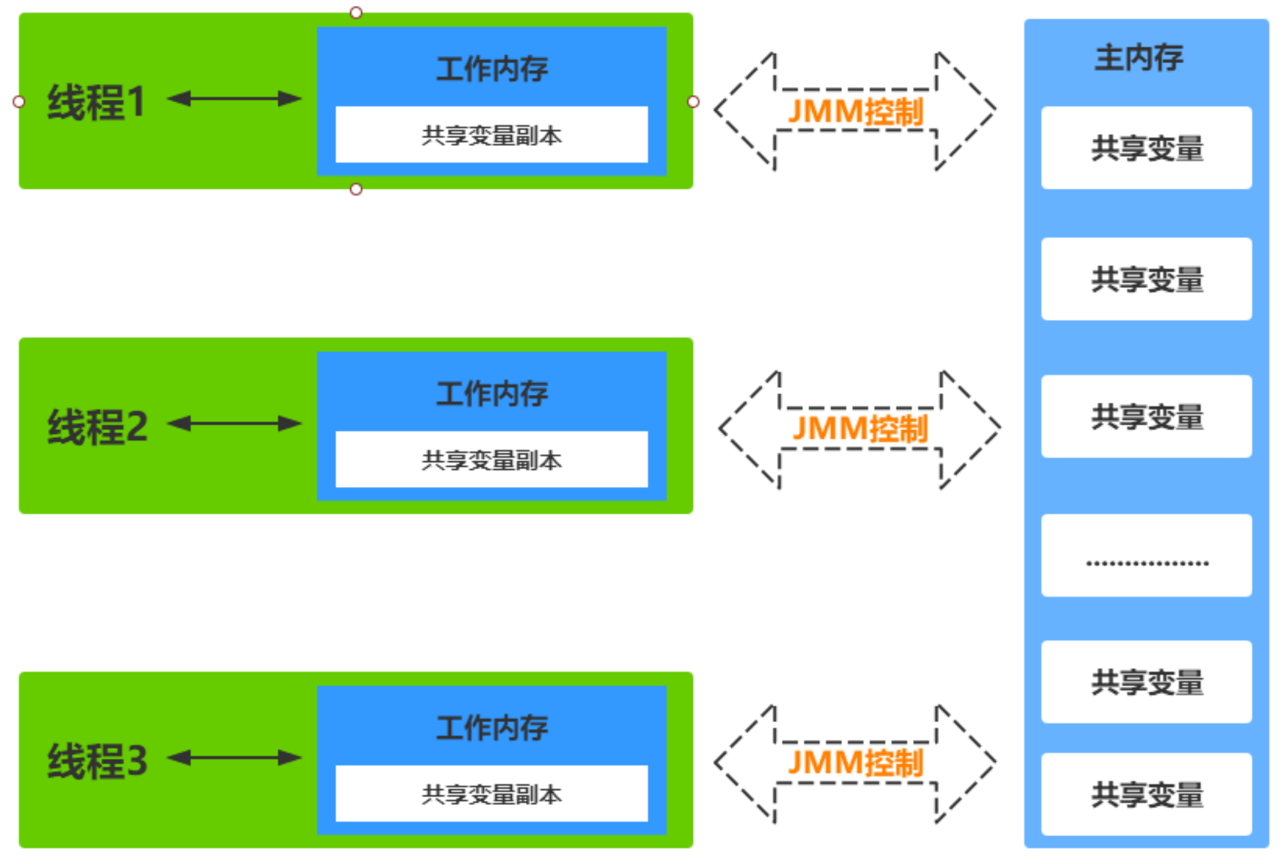 线程1
工作内存
共享变量副本
JMM控制
线程2
工作内存
共享变量副本
JMM控制
线程3
工作内存
共享变量副本
JMM控制
主内存
共享变量
共享变量
共享变量
................
共享变量
共享变量